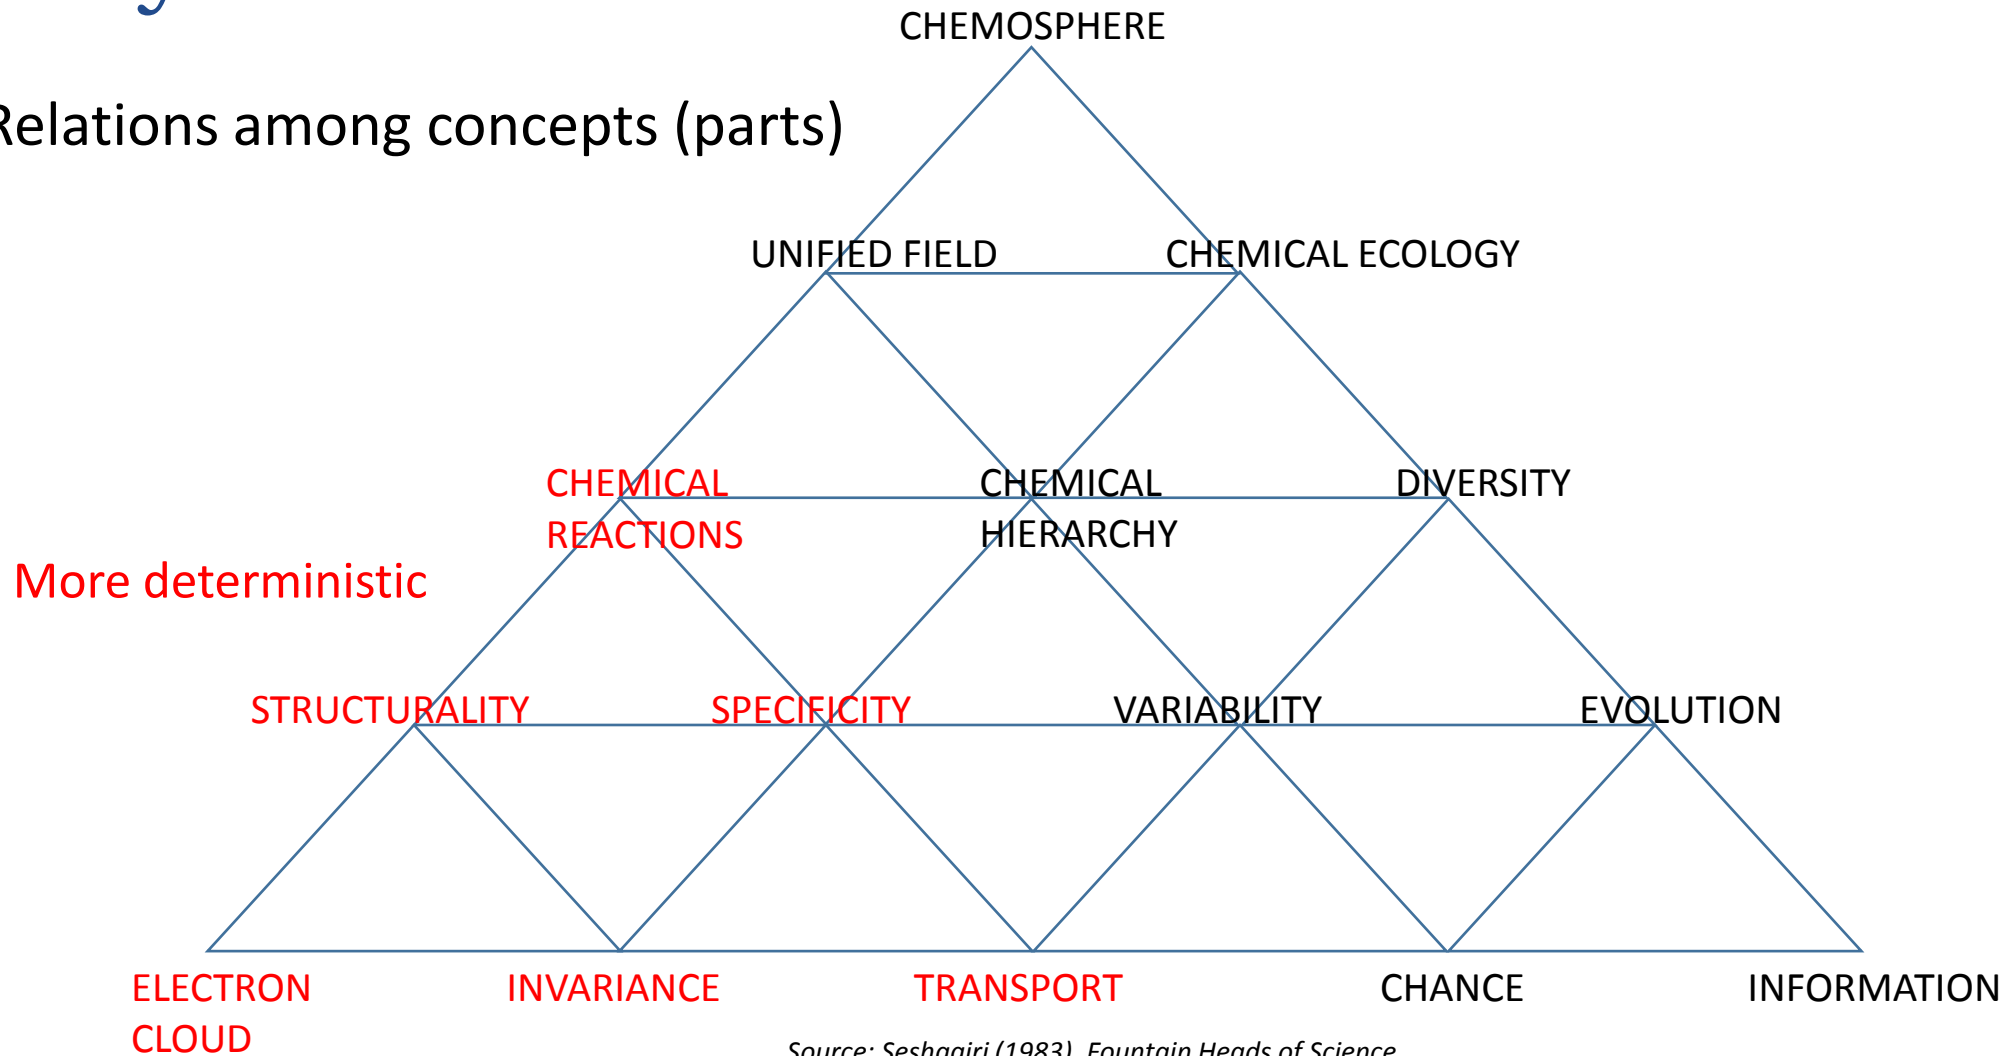 CHEMOSPHERE
Relations among concepts (parts)
UNIFIED FIELD
CHEMICAL ECOLOGY
CHEMICAL
REACTIONS
CHEMICAL
HIERARCHY
DIVERSITY
More deterministic
STRUCTURALITY
SPECIFICITY
VARIABILITY
EVOLUTION
ELECTRON
CLOUD
INVARIANCE
TRANSPORT
CHANCE
INFORMATION
Source: Seshagiri (1983), Fountain Heads of Science